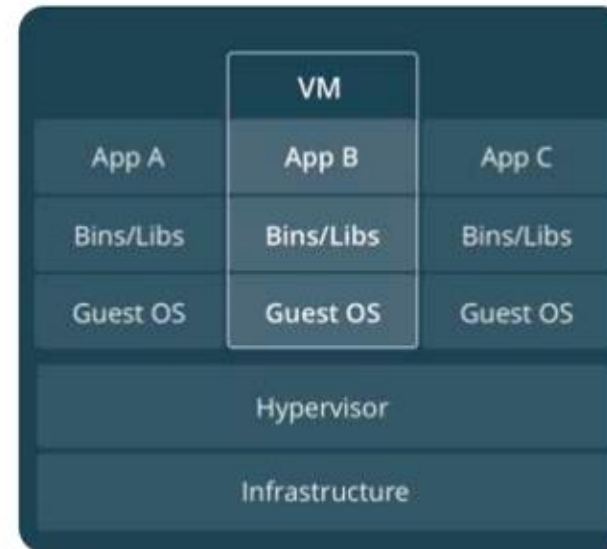 VM
App A App B App C
Bins/Libs Bins/Libs Bins/Libs
Guest OS Guest OS Guest OS
Hypervisor
Infrastructure